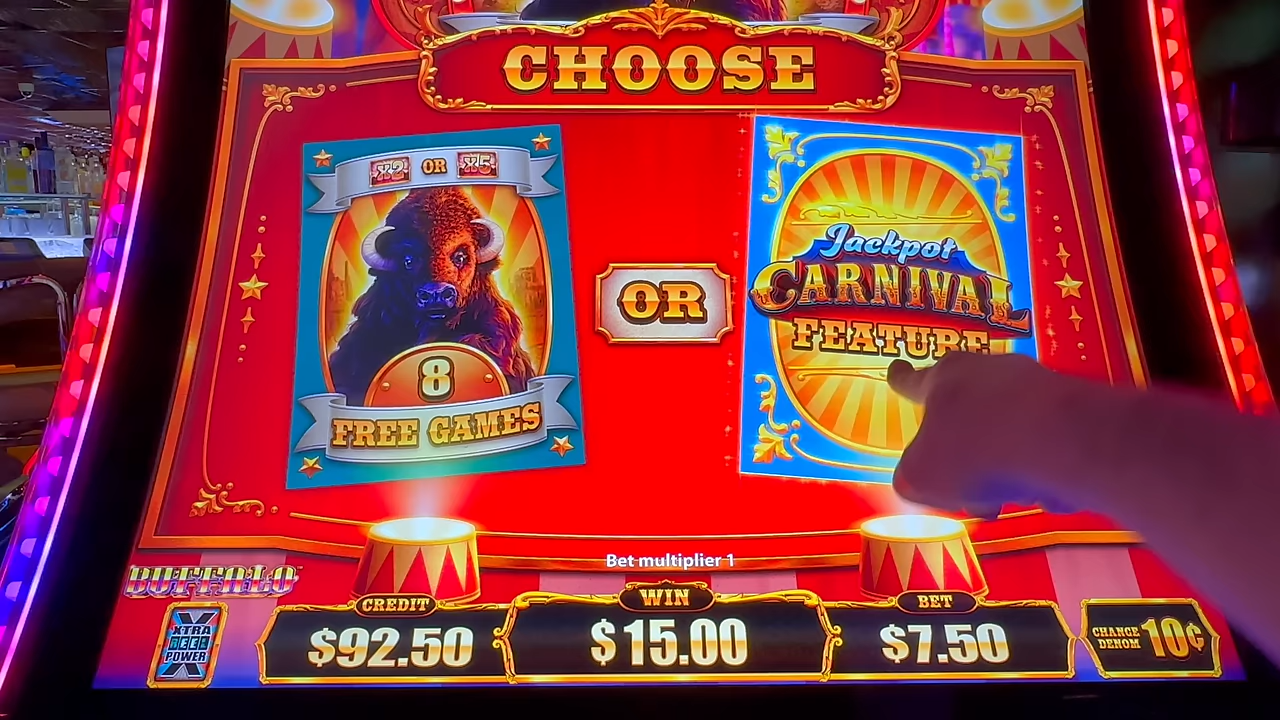 CHOOSE
X2 OR X5
8
FREE GAMES
OR
Jackpot
CARNIVAL
FEATURE
Bet multiplier 1
BUFFALO
XTRA
REEL
POWER
X
CREDIT
$92.50
WIN
$15.00
BET
$7.50
CHANGE
DENOM
10¢